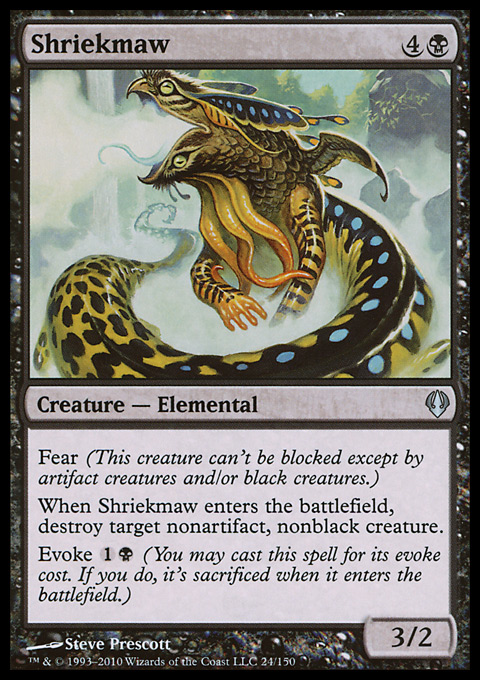 Shriekmaw 4
Creature — Elemental
Fear (This creature can't be blocked except by
artifact creatures and/or black creatures.)
When Shriekmaw enters the battlefield,
destroy target nonartifact, nonblack creature.
Evoke 1 (You may cast this spell for its evoke
cost. If you do, it's sacrificed when it enters the
battlefield.)
3/2
Steve Prescott
™ & © 1993–2010 Wizards of the Coast LLC 24/150